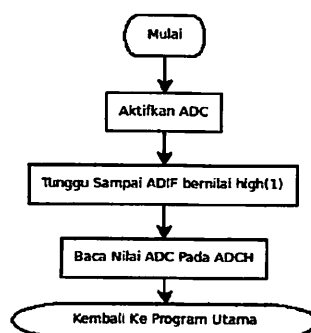 Mulai
Aktifkan ADC
Tunggu Sampai ADIF bernilai high(1)
Baca Nilai ADC Pada ADCH
Kembali Ke Program Utama